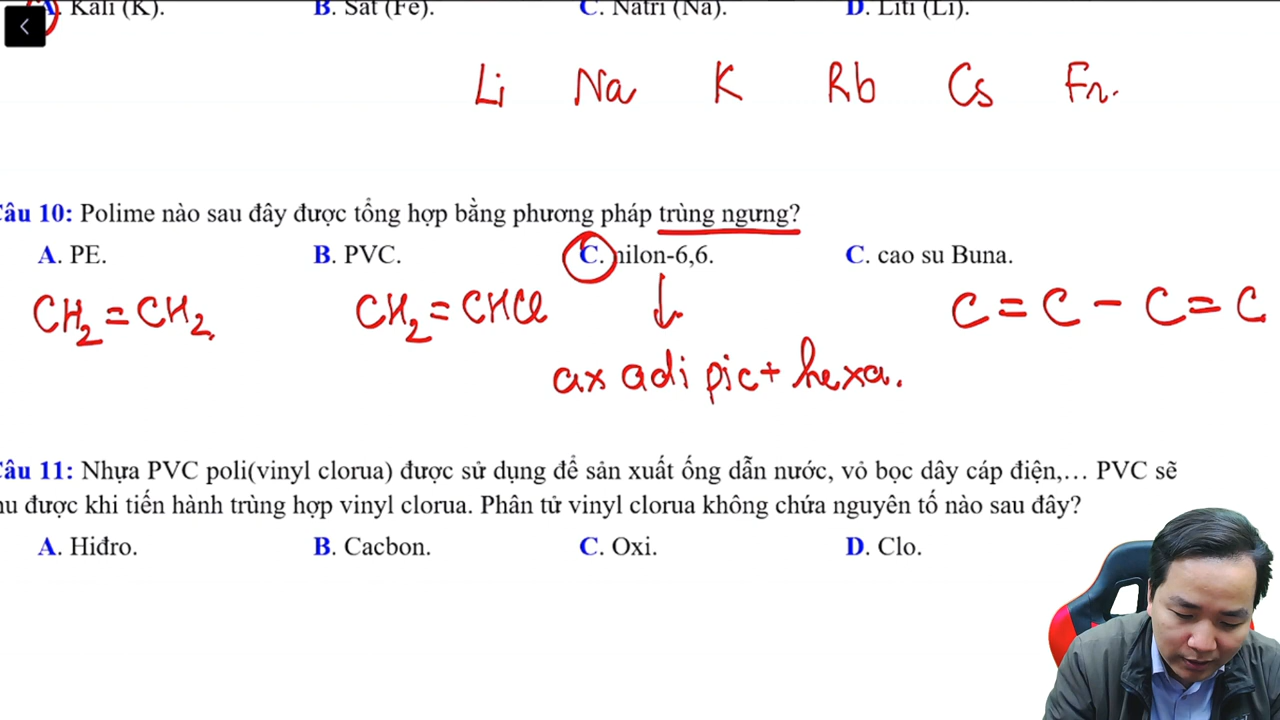 A. Kali (K). B. Sắt (Fe). C. Natri (Na). D. Liti (Li).
Li Na K Rb Cs Fr.
Câu 10: Polime nào sau đây được tổng hợp bằng phương pháp trùng ngưng?
A. PE. B. PVC. C. nilon-6,6. C. cao su Buna.
CH2=CH2 CH2=CHCl C=C-C=C
ax adipic + hexa.
Câu 11: Nhựa PVC poli(vinyl clorua) được sử dụng để sản xuất ống dẫn nước, vỏ bọc dây cáp điện,… PVC sẽ
thu được khi tiến hành trùng hợp vinyl clorua. Phân tử vinyl clorua không chứa nguyên tố nào sau đây?
A. Hiđro. B. Cacbon. C. Oxi. D. Clo.